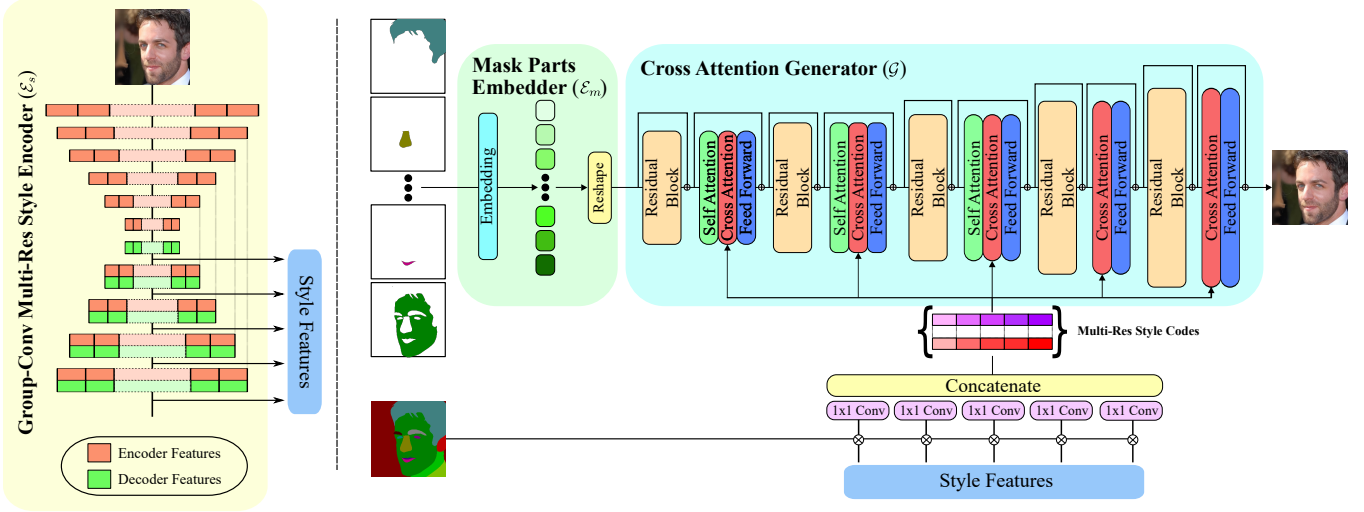 Group-Conv Multi-Res Style Encoder (ℰs)
Style Features
Encoder Features
Decoder Features
Mask Parts
Embedder (ℰm)
Embedding
Reshape
Cross Attention Generator (𝒢)
Residual
Block
Self Attention
Cross Attention
Feed Forward
Residual
Block
Self Attention
Cross Attention
Feed Forward
Residual
Block
Self Attention
Cross Attention
Feed Forward
Residual
Block
Cross Attention
Feed Forward
Residual
Block
Cross Attention
Feed Forward
Multi-Res Style Codes
Concatenate
1x1 Conv
1x1 Conv
1x1 Conv
1x1 Conv
1x1 Conv
Style Features